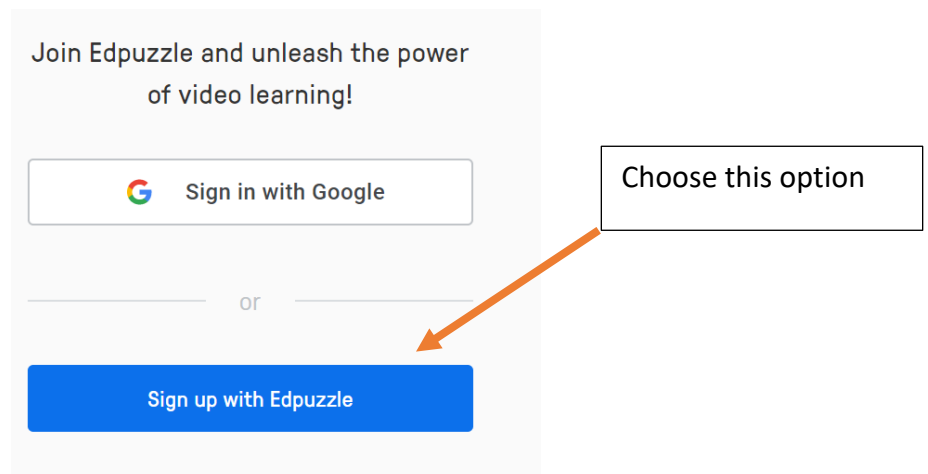 Join Edpuzzle and unleash the power
of video learning!
Sign in with Google
Choose this option
or
Sign up with Edpuzzle